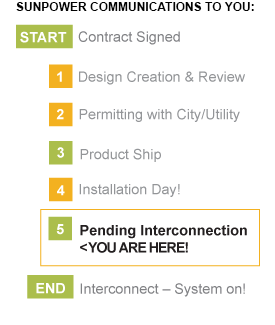 SUNPOWER COMMUNICATIONS TO YOU:
START Contract Signed
1 Design Creation & Review
2 Permitting with City/Utility
3 Product Ship
4 Installation Day!
5 Pending Interconnection
<YOU ARE HERE!
END Interconnect – System on!